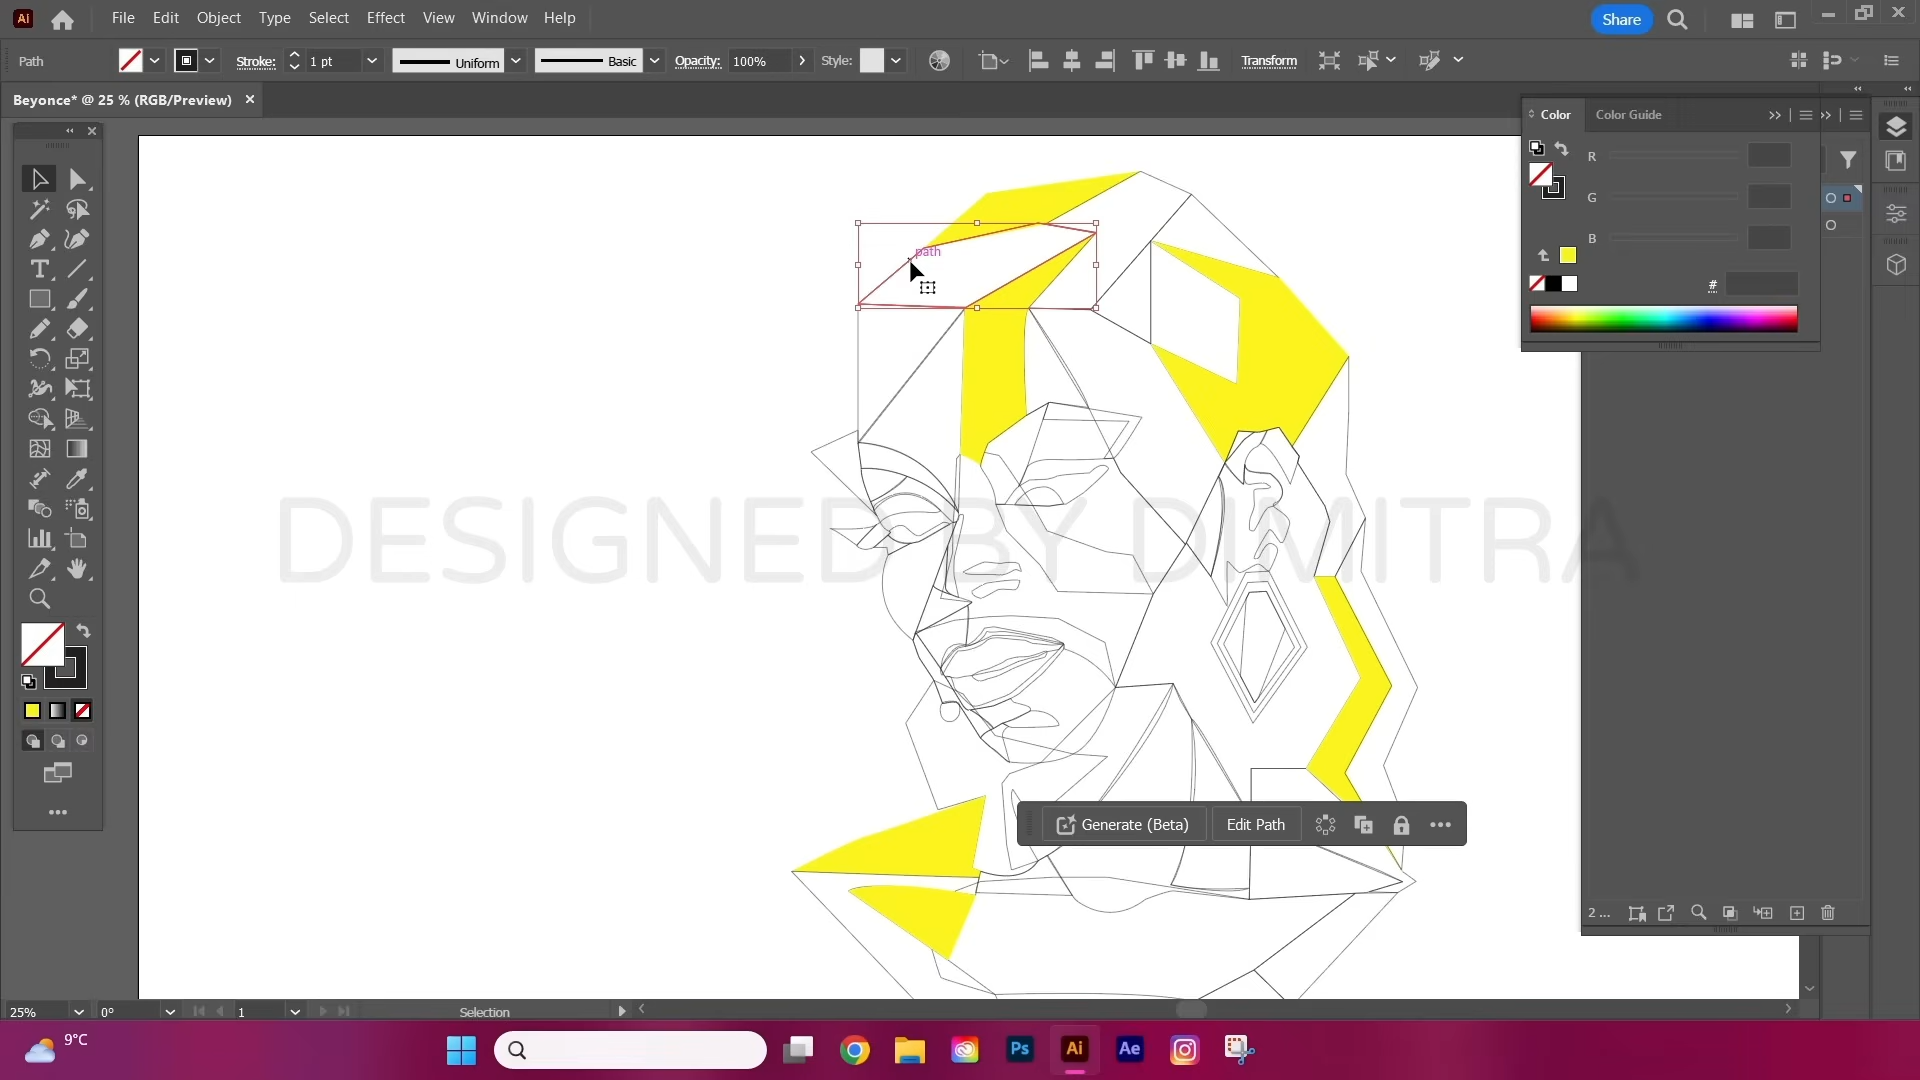 Ai File Edit Object Type Select Effect View Window Help Share
Path Stroke: 1 pt Uniform Basic Opacity: 100% Style: Transform
Beyonce* @ 25 % (RGB/Preview) ×
Color Color Guide
R
G
B
#
path
DESIGNED BY DIMITRA
Generate (Beta) Edit Path
2 ...
25% 0° 1 Selection
9°C Ps Ai Ae